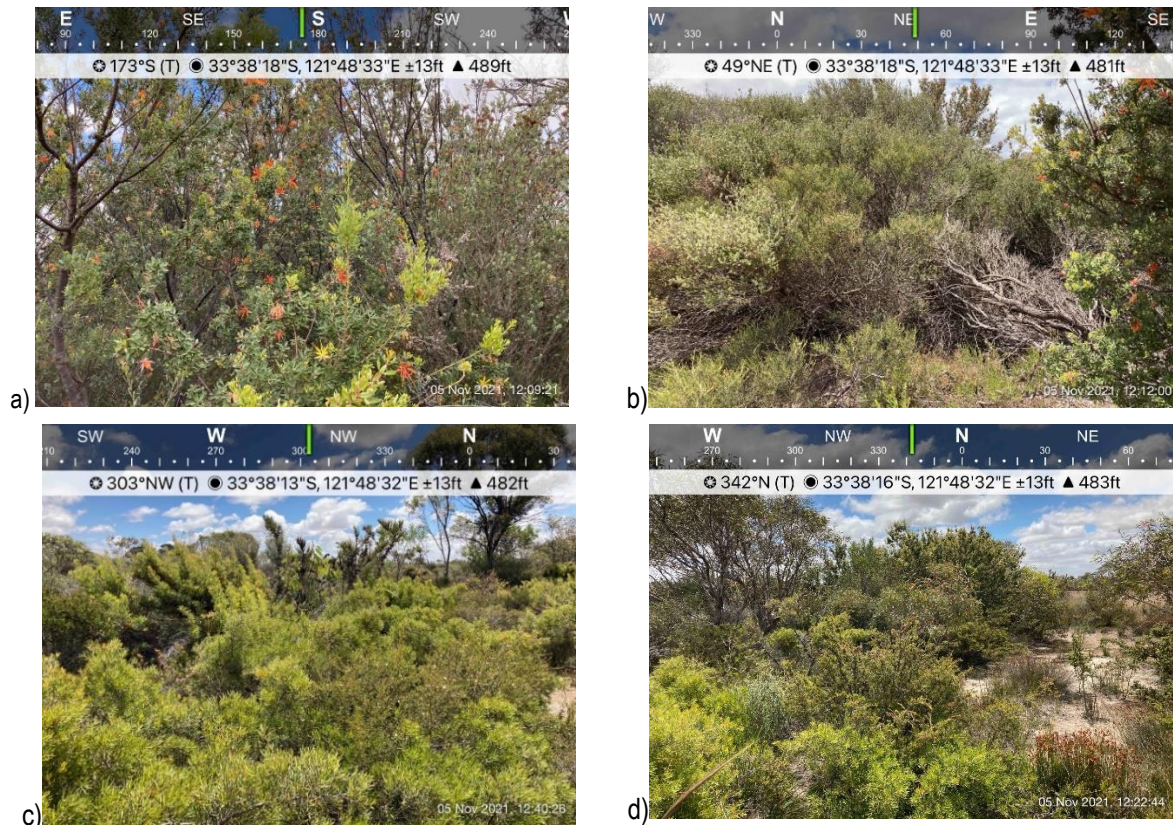 E SE S SW
90 120 150 180 210 240
173°S (T) 33°38'18"S, 121°48'33"E ±13ft ▲ 489ft
05 Nov 2021, 12:09:21
a)
W N NE E SE
330 0 30 60 90 120
49°NE (T) 33°38'18"S, 121°48'33"E ±13ft ▲ 481ft
05 Nov 2021, 12:12:00
b)
SW W NW N
210 240 270 300 330 0 30
303°NW (T) 33°38'13"S, 121°48'32"E ±13ft ▲ 482ft
05 Nov 2021, 12:40:26
c)
W NW N NE
270 300 330 0 30 60
342°N (T) 33°38'16"S, 121°48'32"E ±13ft ▲ 483ft
05 Nov 2021, 12:22:44
d)